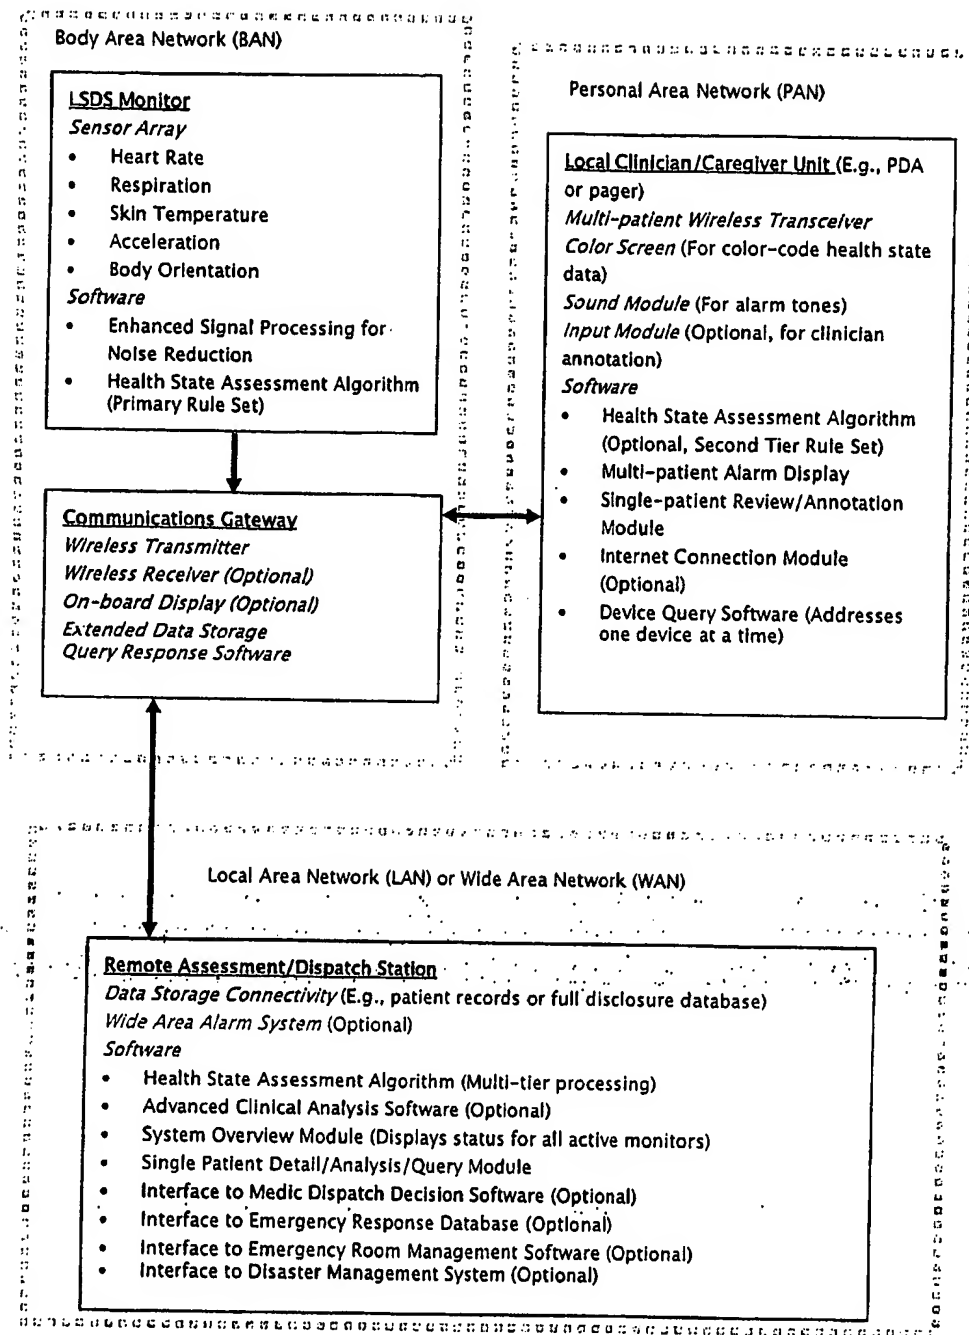 Body Area Network (BAN)
LSDS Monitor
Sensor Array
• Heart Rate
• Respiration
• Skin Temperature
• Acceleration
• Body Orientation
Software
• Enhanced Signal Processing for
Noise Reduction
• Health State Assessment Algorithm
(Primary Rule Set)
Communications Gateway
Wireless Transmitter
Wireless Receiver (Optional)
On-board Display (Optional)
Extended Data Storage
Query Response Software
Personal Area Network (PAN)
Local Clinician/Caregiver Unit (E.g., PDA
or pager)
Multi-patient Wireless Transceiver
Color Screen (For color-code health state
data)
Sound Module (For alarm tones)
Input Module (Optional, for clinician
annotation)
Software
• Health State Assessment Algorithm
(Optional, Second Tier Rule Set)
• Multi-patient Alarm Display
• Single-patient Review/Annotation
Module
• Internet Connection Module
(Optional)
• Device Query Software (Addresses
one device at a time)
Local Area Network (LAN) or Wide Area Network (WAN)
Remote Assessment/Dispatch Station
Data Storage Connectivity (E.g., patient records or full disclosure database)
Wide Area Alarm System (Optional)
Software
• Health State Assessment Algorithm (Multi-tier processing)
• Advanced Clinical Analysis Software (Optional)
• System Overview Module (Displays status for all active monitors)
• Single Patient Detail/Analysis/Query Module
• Interface to Medic Dispatch Decision Software (Optional)
• Interface to Emergency Response Database (Optional)
• Interface to Emergency Room Management Software (Optional)
• Interface to Disaster Management System (Optional)